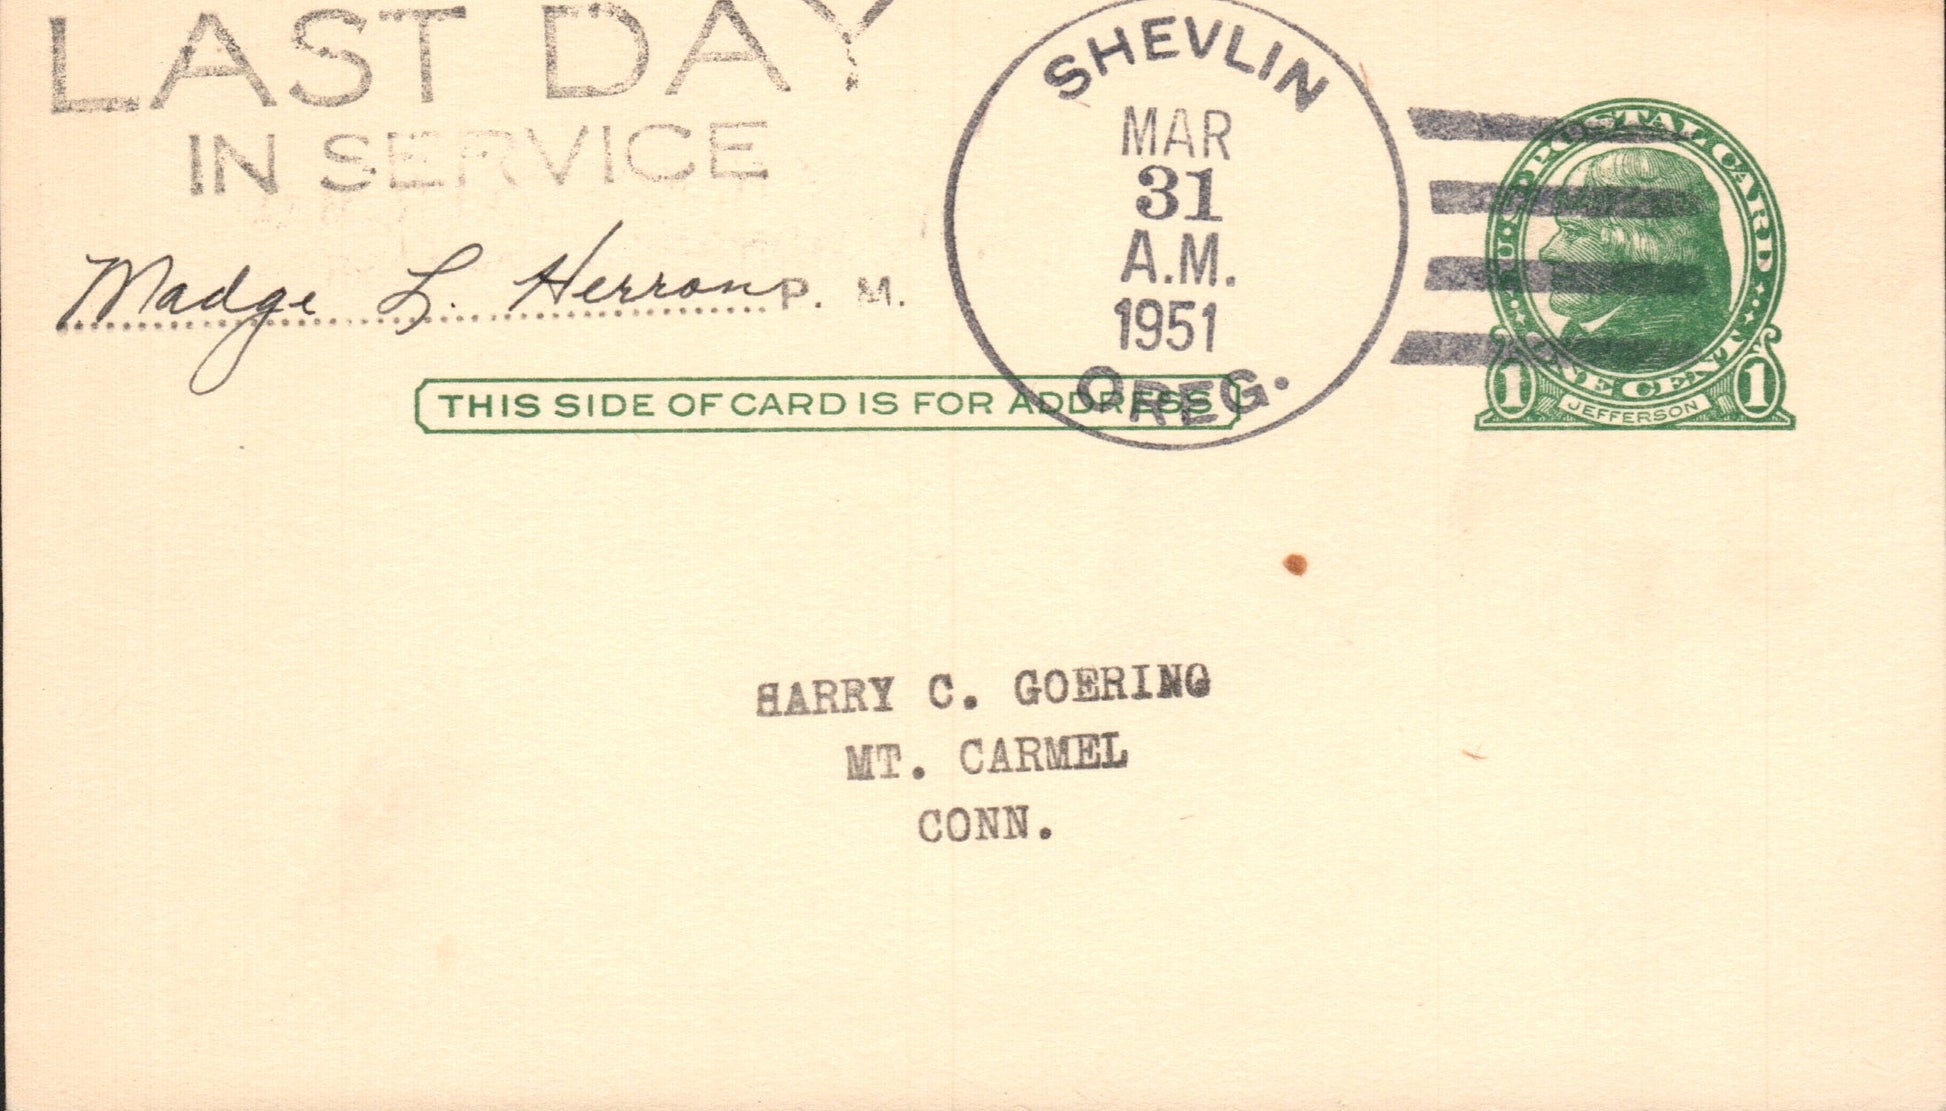 LAST DAY
IN SERVICE
Madge L. Herron P. M.
SHEVLIN
MAR
31
A.M.
1951
OREG.
U·S·POSTAL CARD
ONE CENT
1 JEFFERSON 1
THIS SIDE OF CARD IS FOR ADDRESS
HARRY C. GOERING
MT. CARMEL
CONN.